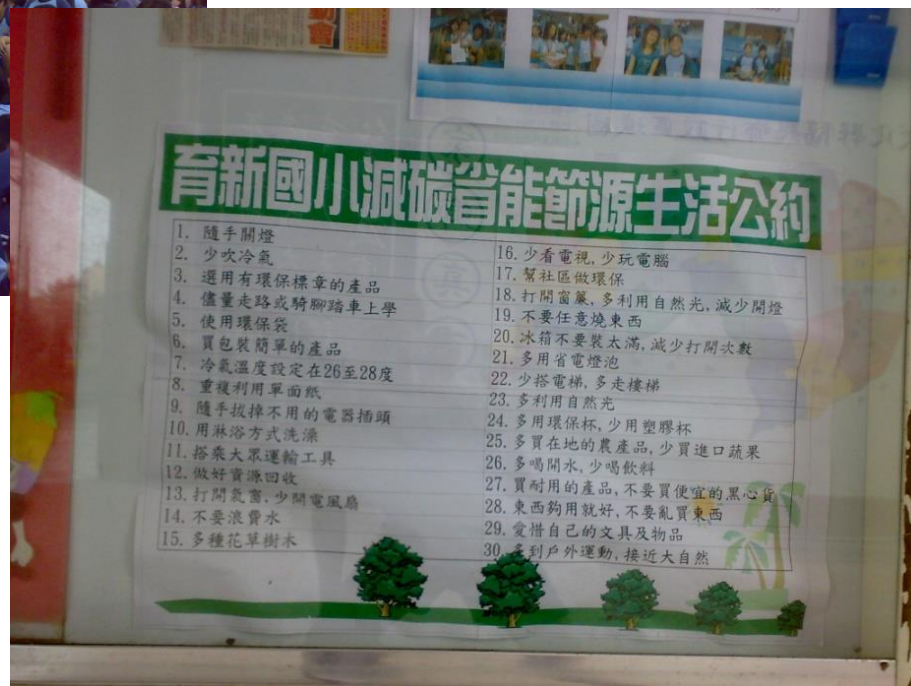 育新國小減碳省能節源生活公約
1. 隨手關燈
2. 少吹冷氣
3. 選用有環保標章的產品
4. 儘量走路或騎腳踏車上學
5. 使用環保袋
6. 買包裝簡單的產品
7. 冷氣溫度設定在26至28度
8. 重複利用單面紙
9. 隨手拔掉不用的電器插頭
10. 用淋浴方式洗澡
11. 搭乘大眾運輸工具
12. 做好資源回收
13. 打開氣窗,少開電風扇
14. 不要浪費水
15. 多種花草樹木
16. 少看電視,少玩電腦
17. 幫社區做環保
18. 打開窗簾,多利用自然光,減少開燈
19. 不要任意燒東西
20. 冰箱不要裝太滿,減少打開次數
21. 多用省電燈泡
22. 少搭電梯,多走樓梯
23. 多利用自然光
24. 多用環保杯,少用塑膠杯
25. 多買在地的農產品,少買進口蔬果
26. 多喝開水,少喝飲料
27. 買耐用的產品,不要買便宜的黑心貨
28. 東西夠用就好,不要亂買東西
29. 愛惜自己的文具及物品
30. 多到戶外運動,接近大自然